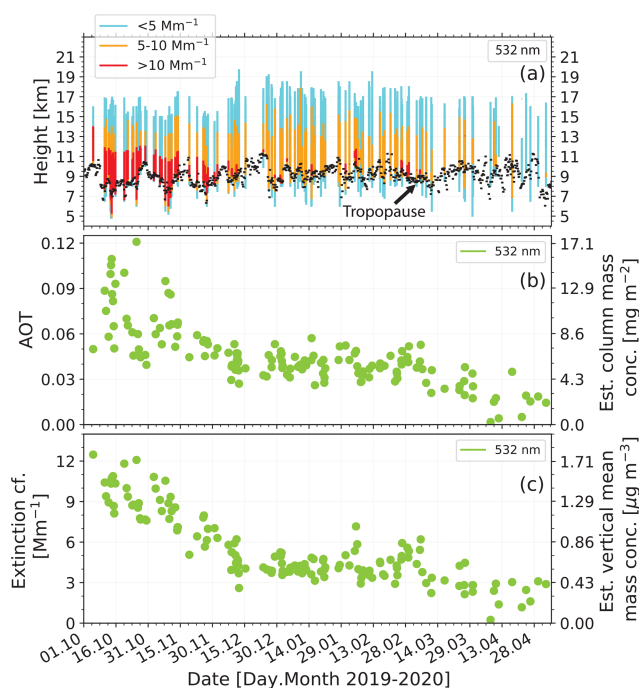 <5 Mm⁻¹
5-10 Mm⁻¹
>10 Mm⁻¹
532 nm
(a)
Height [km]
21
19
17
15
13
11
9
7
5
21
19
17
15
13
11
9
7
5
Tropopause
532 nm
(b)
AOT
0.12
0.09
0.06
0.03
0.00
17.1
12.9
8.6
4.3
0.0
Est. column mass
conc. [mg m⁻²]
532 nm
(c)
Extinction cf.
[Mm⁻¹]
12
9
6
3
0
1.71
1.29
0.86
0.43
0.00
Est. vertical mean
mass conc. [μg m⁻³]
01.10
16.10
31.10
15.11
30.11
15.12
30.12
14.01
29.01
13.02
28.02
14.03
29.03
13.04
28.04
Date [Day.Month 2019-2020]